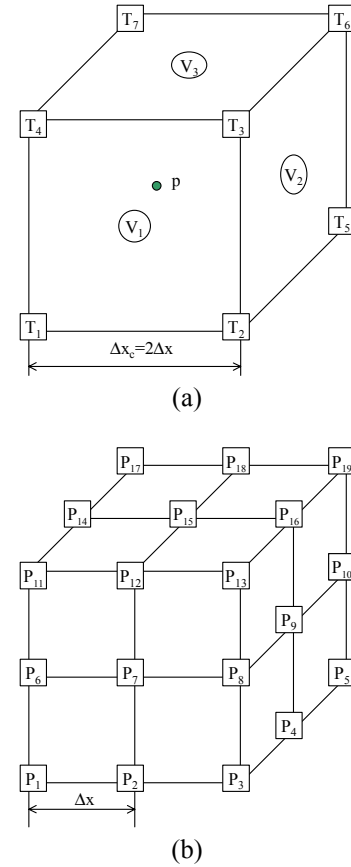 T₇ T₆
V₃
T₄ T₃
p V₂
V₁ T₅
T₁ T₂
Δx_c=2Δx
(a)
P₁₇ P₁₈ P₁₉
P₁₄ P₁₅ P₁₆
P₁₁ P₁₂ P₁₃ P₁₀
P₉
P₆ P₇ P₈ P₅
P₄
P₁ P₂ P₃
Δx
(b)